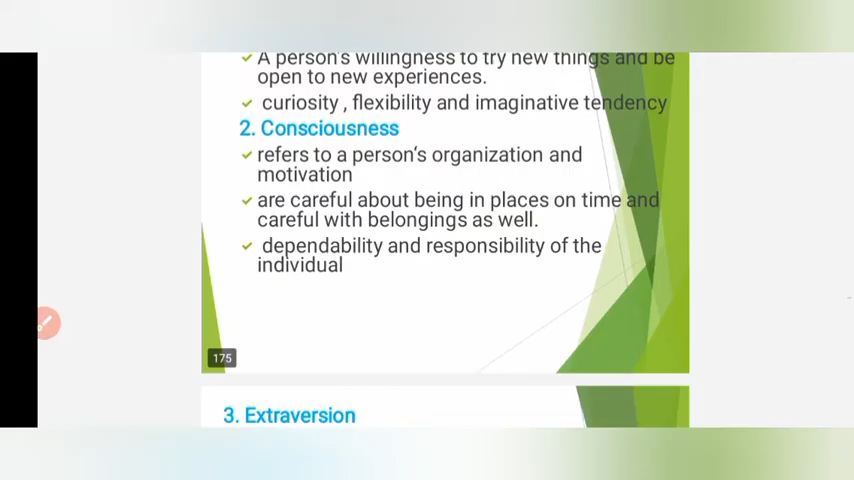 A person's willingness to try new things and be
open to new experiences.
curiosity , flexibility and imaginative tendency
2. Consciousness
refers to a person's organization and
motivation
are careful about being in places on time and
careful with belongings as well.
dependability and responsibility of the
individual
175
3. Extraversion